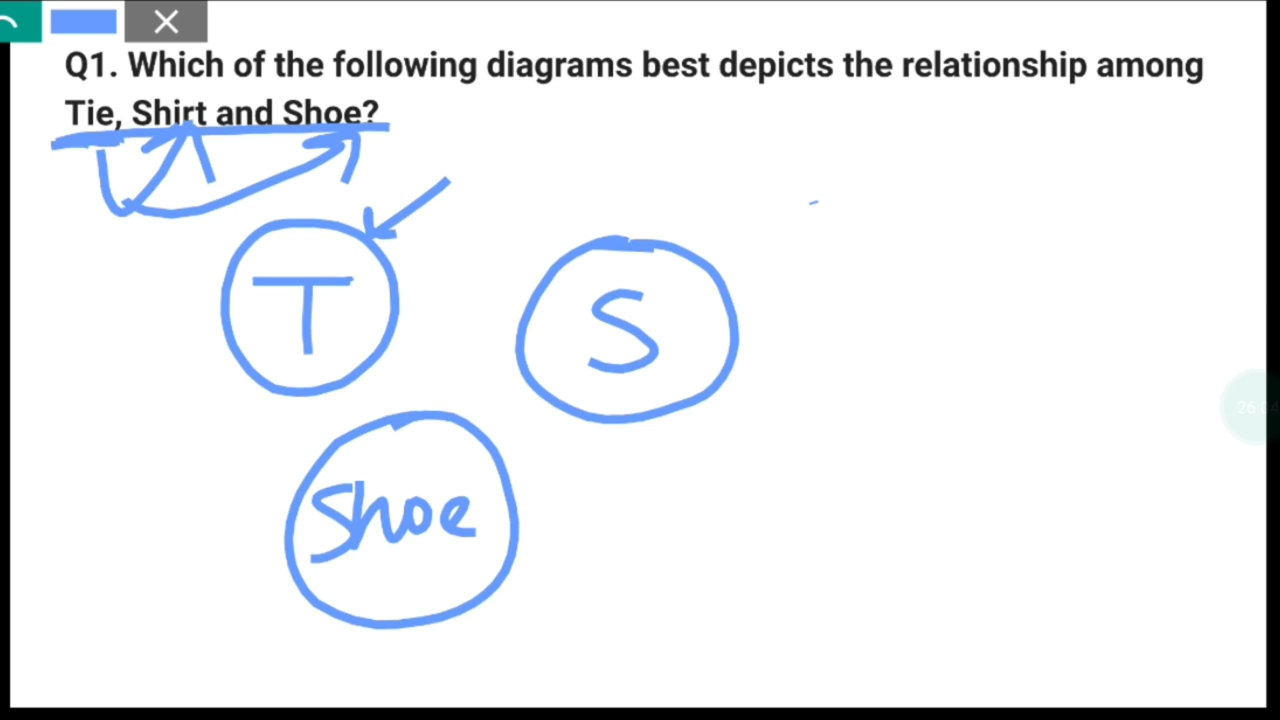 Q1. Which of the following diagrams best depicts the relationship among
Tie, Shirt and Shoe?
T
S
Shoe